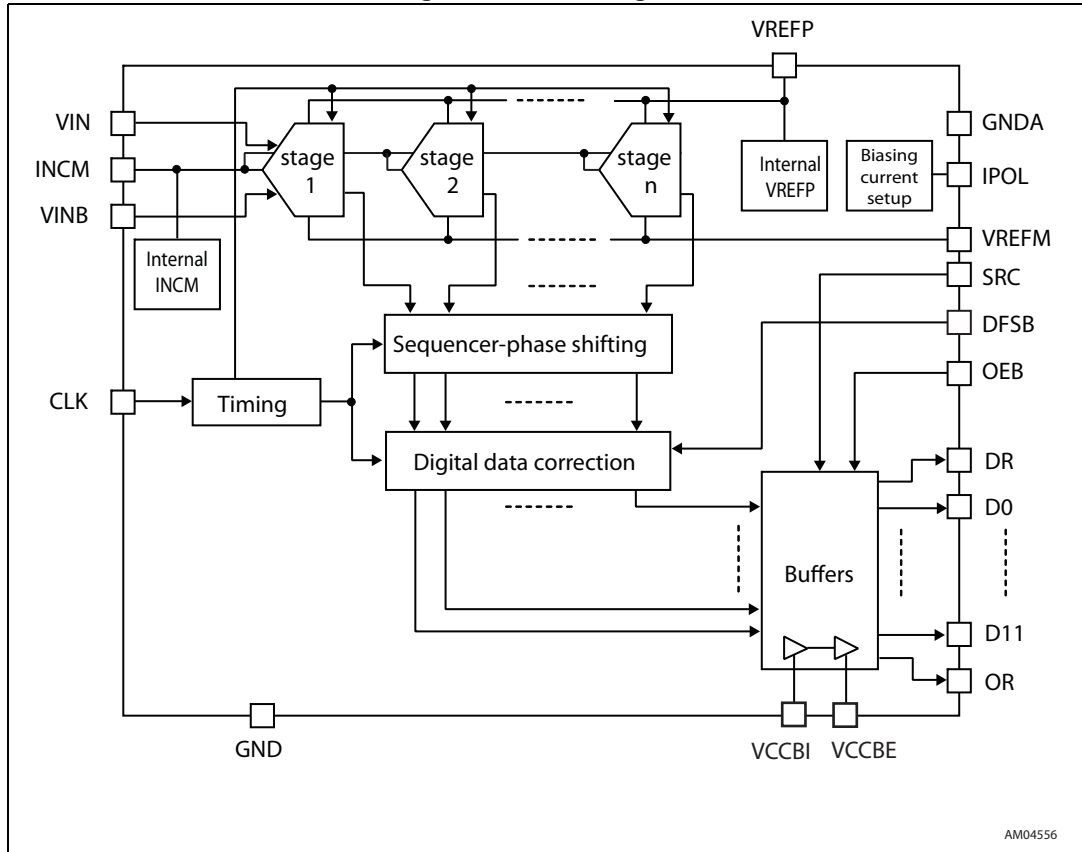 VREFP
VIN
INCM
VINB
stage
1
stage
2
stage
n
Internal
VREFP
Biasing
current
setup
GNDA
IPOL
VREFM
SRC
DFSB
OEB
Internal
INCM
Sequencer-phase shifting
CLK
Timing
Digital data correction
DR
D0
Buffers
D11
OR
GND
VCCBI
VCCBE
AM04556